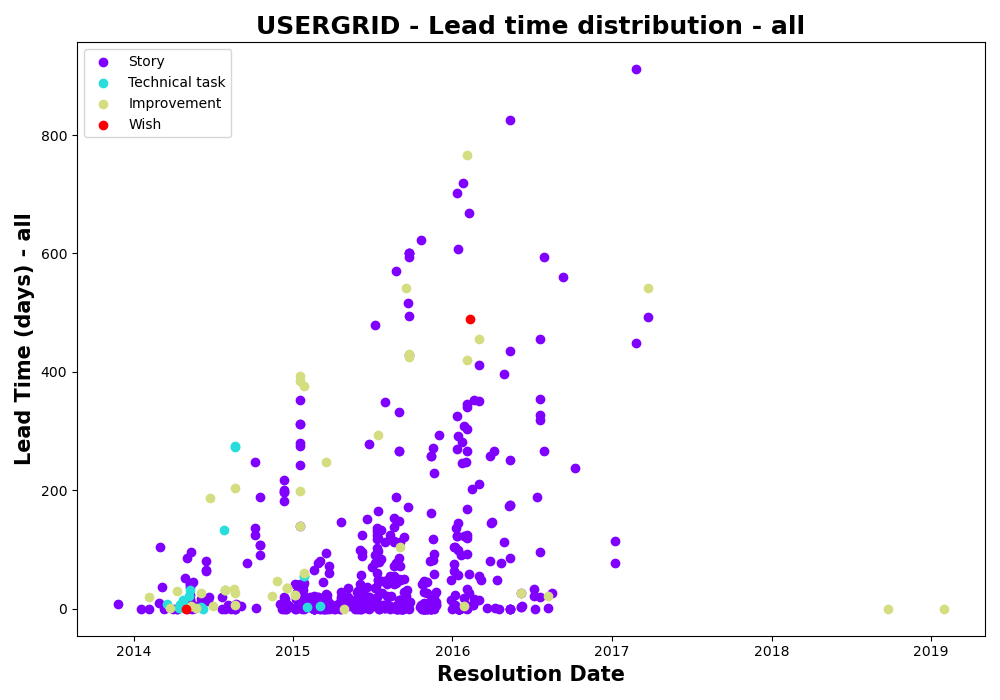 USERGRID - Lead time distribution - all
Story
Technical task
Improvement
Wish
Lead Time (days) - all
800
600
400
200
0
2014 2015 2016 2017 2018 2019
Resolution Date